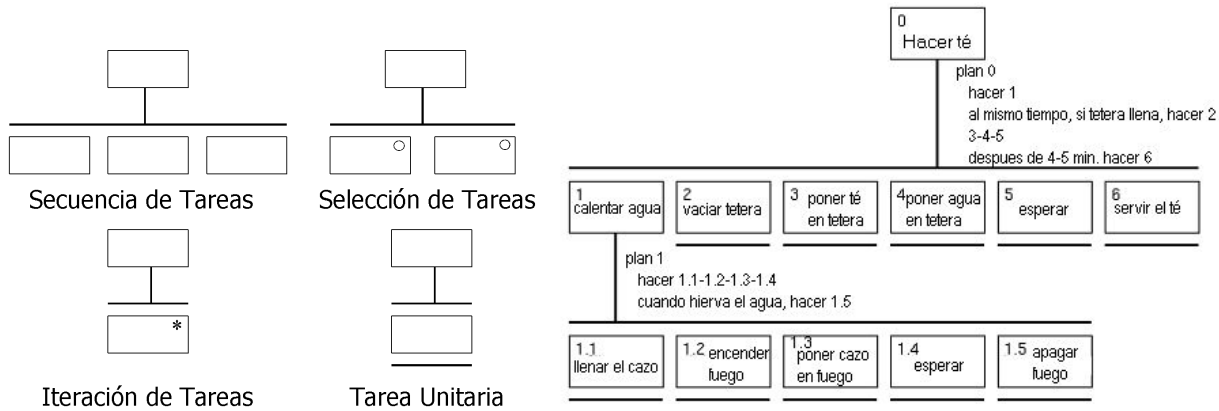 Secuencia de Tareas
Selección de Tareas
*
Iteración de Tareas
Tarea Unitaria
0
Hacer té
plan 0
hacer 1
al mismo tiempo, si tetera llena, hacer 2
3-4-5
despues de 4-5 min. hacer 6
1
calentar agua
2
vaciar tetera
3 poner té
en tetera
4 poner agua
en tetera
5
esperar
6
servir el té
plan 1
hacer 1.1-1.2-1.3-1.4
cuando hierva el agua, hacer 1.5
1.1
llenar el cazo
1.2 encender
fuego
1.3
poner cazo
en fuego
1.4
esperar
1.5 apagar
fuego